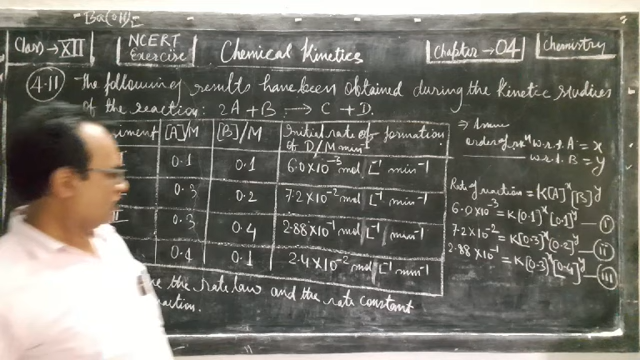 Ba(OH)
Class → XII
NCERT
Exercise
Chemical Kinetics
Chapter → 04
Chemistry
4.11 The following results have been obtained during the Kinetic studies
of the reaction: 2A + B → C + D.
iment [A]/M [B]/M Initial rate of formation
of D/M min⁻¹
0.1 0.1 6.0×10⁻³ mol L⁻¹ min⁻¹
0.3 0.2 7.2×10⁻² mol L⁻¹ min⁻¹
0.3 0.4 2.88×10⁻¹ mol L⁻¹ min⁻¹
0.4 0.1 2.4×10⁻² mol L⁻¹ min⁻¹
the rate law and the rate constant
action.
order of rxⁿ w.r.t. A = x
w.r.t. B = y
Rate of reaction = K[A]ˣ[B]ʸ
6.0×10⁻³ = K[0.1]ˣ[0.1]ʸ — (i)
7.2×10⁻² = K[0.3]ˣ[0.2]ʸ — (ii)
2.88×10⁻¹ = K[0.3]ˣ[0.4]ʸ — (iii)